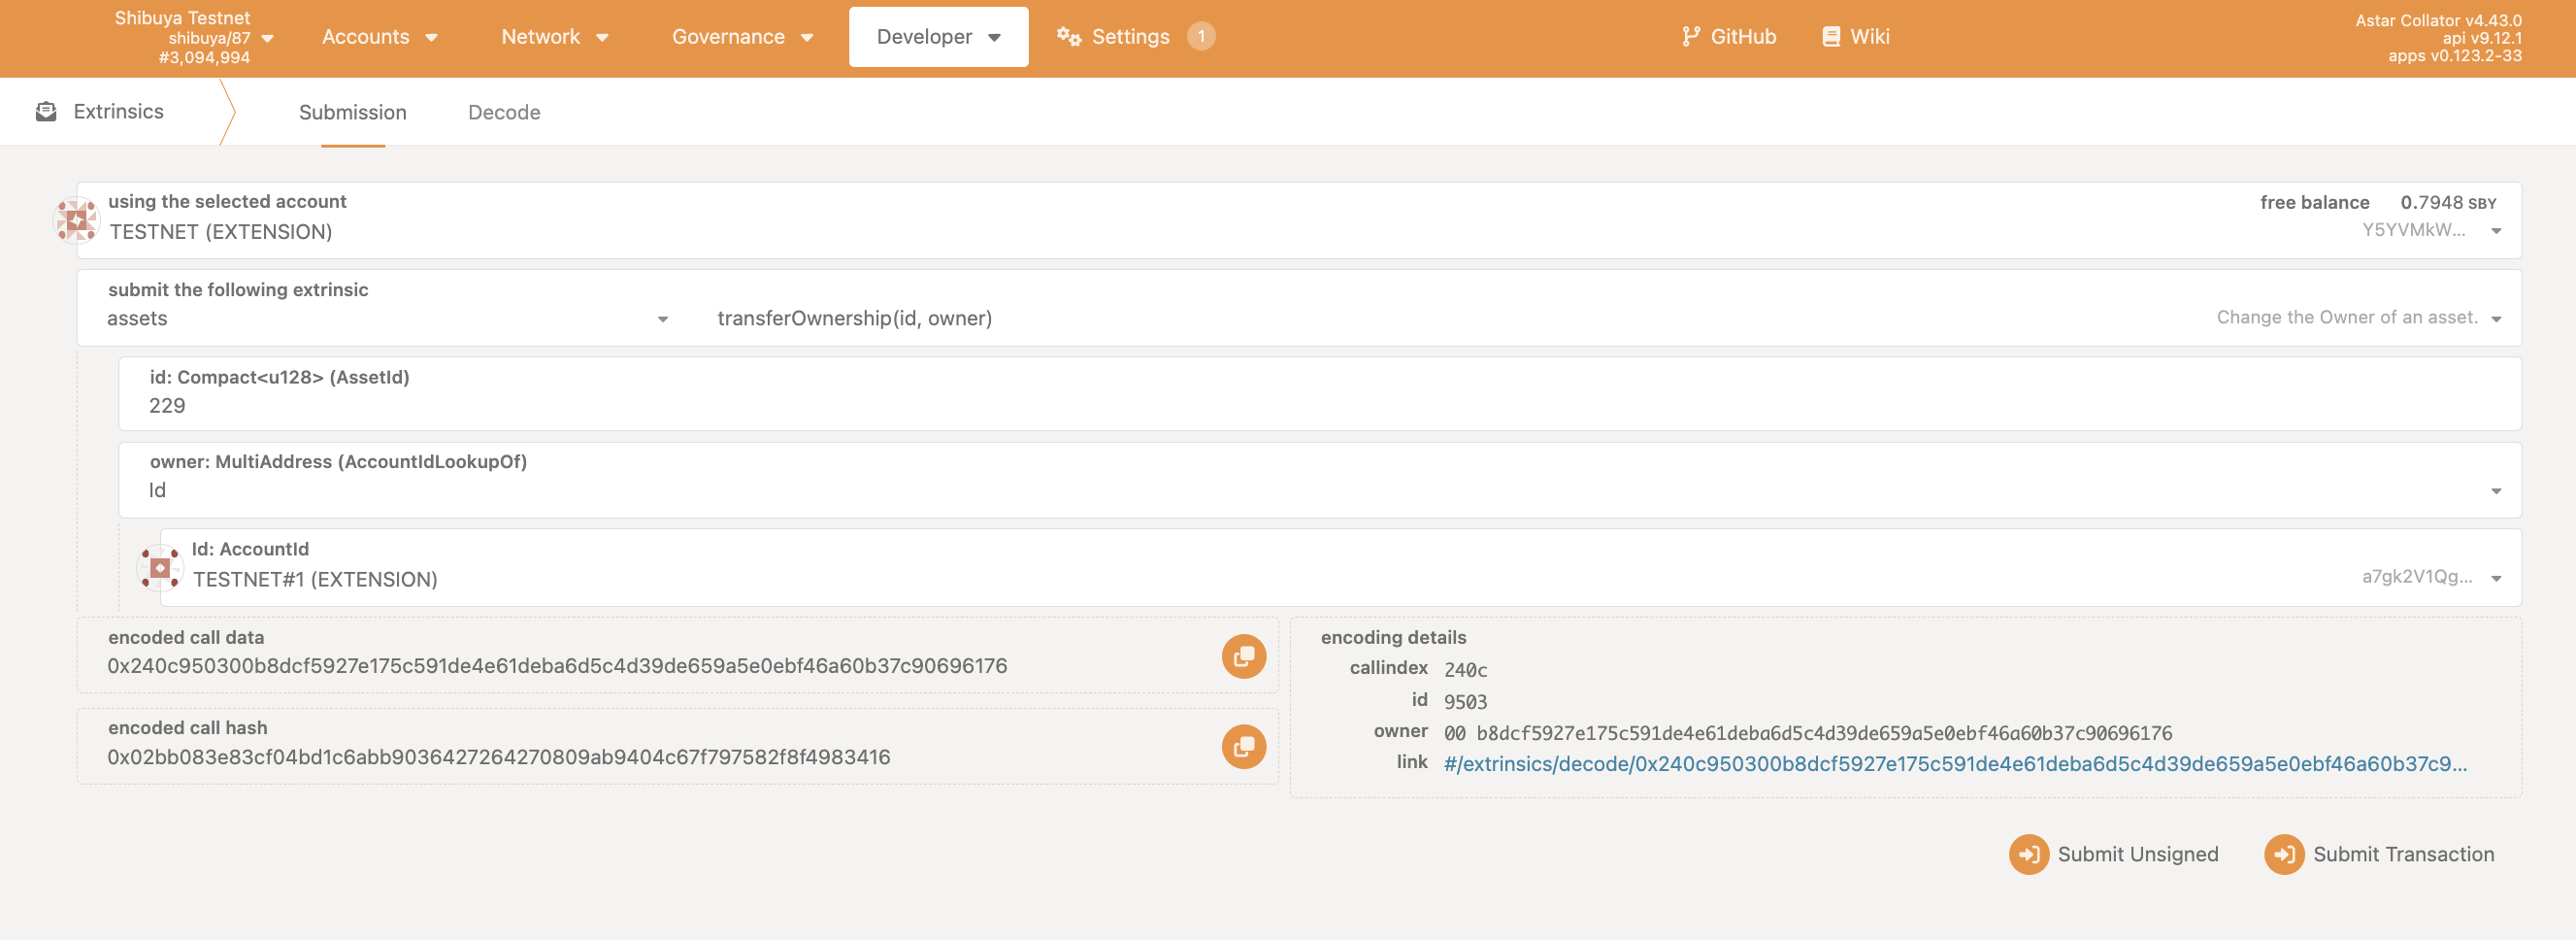 Shibuya Testnet
shibuya/87
#3,094,994
Accounts
Network
Governance
Developer
Settings
1
GitHub
Wiki
Astar Collator v4.43.0
api v9.12.1
apps v0.123.2-33
Extrinsics
Submission
Decode
using the selected account
TESTNET (EXTENSION)
free balance 0.7948 SBY
Y5YVMkW...
submit the following extrinsic
assets
transferOwnership(id, owner)
Change the Owner of an asset.
id: Compact<u128> (AssetId)
229
owner: MultiAddress (AccountIdLookupOf)
Id
Id: AccountId
TESTNET#1 (EXTENSION)
a7gk2V1Qg...
encoded call data
0x240c950300b8dcf5927e175c591de4e61deba6d5c4d39de659a5e0ebf46a60b37c90696176
encoded call hash
0x02bb083e83cf04bd1c6abb9036427264270809ab9404c67f797582f8f4983416
encoding details
callindex 240c
id 9503
owner 00 b8dcf5927e175c591de4e61deba6d5c4d39de659a5e0ebf46a60b37c90696176
link #/extrinsics/decode/0x240c950300b8dcf5927e175c591de4e61deba6d5c4d39de659a5e0ebf46a60b37c9...
Submit Unsigned
Submit Transaction